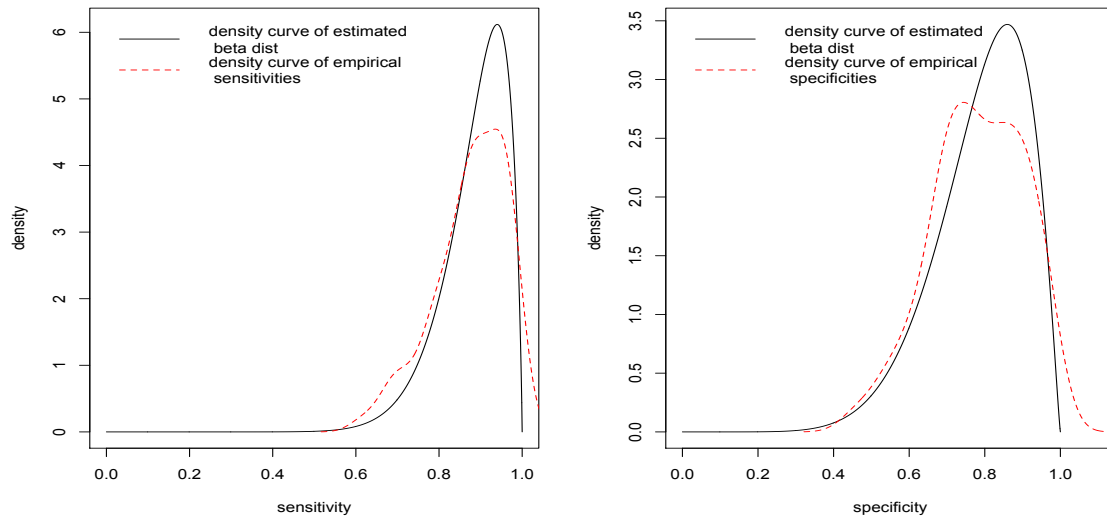 density curve of estimated
beta dist
density curve of empirical
sensitivities
density
0 1 2 3 4 5 6
0.0 0.2 0.4 0.6 0.8 1.0
sensitivity
density curve of estimated
beta dist
density curve of empirical
specificities
density
0.0 0.5 1.0 1.5 2.0 2.5 3.0 3.5
0.0 0.2 0.4 0.6 0.8 1.0
specificity